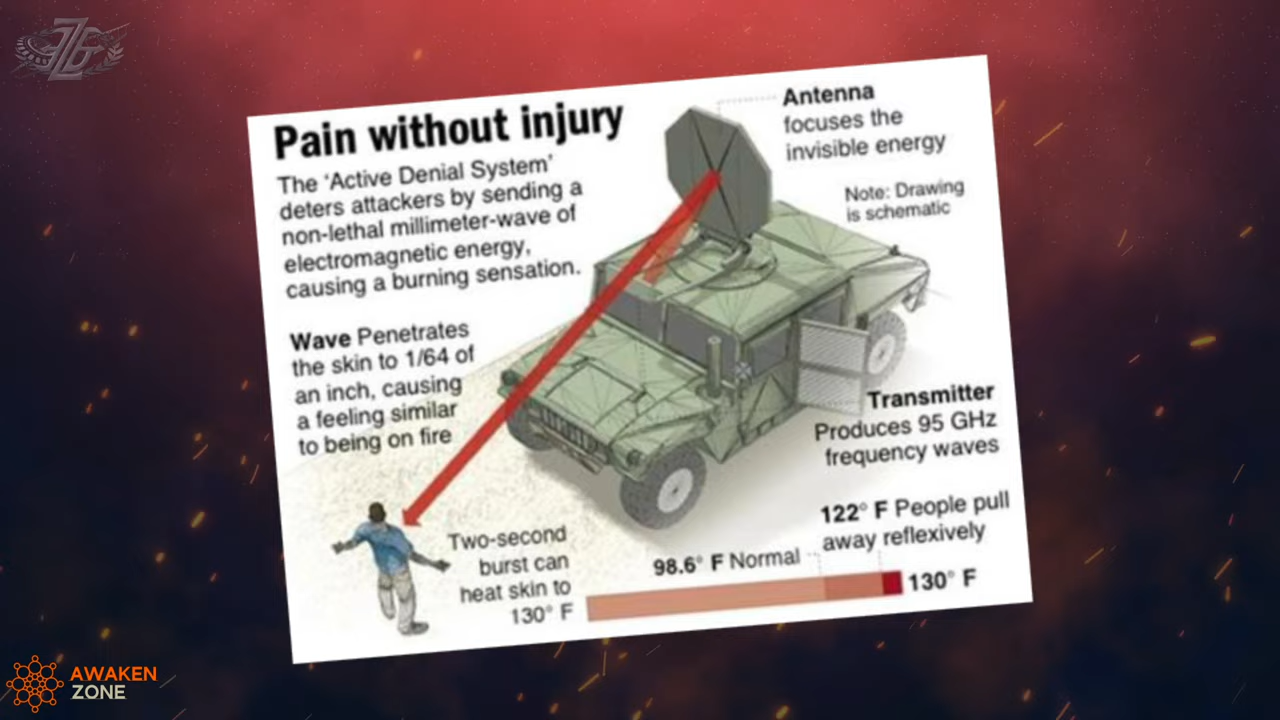 Pain without injury
The 'Active Denial System'
deters attackers by sending a
non-lethal millimeter-wave of
electromagnetic energy,
causing a burning sensation.
Antenna
focuses the
invisible energy
Note: Drawing
is schematic
Wave Penetrates
the skin to 1/64 of
an inch, causing
a feeling similar
to being on fire
Transmitter
Produces 95 GHz
frequency waves
Two-second
burst can
heat skin to
130° F
98.6° F Normal
122° F People pull
away reflexively
130° F
AWAKEN
ZONE